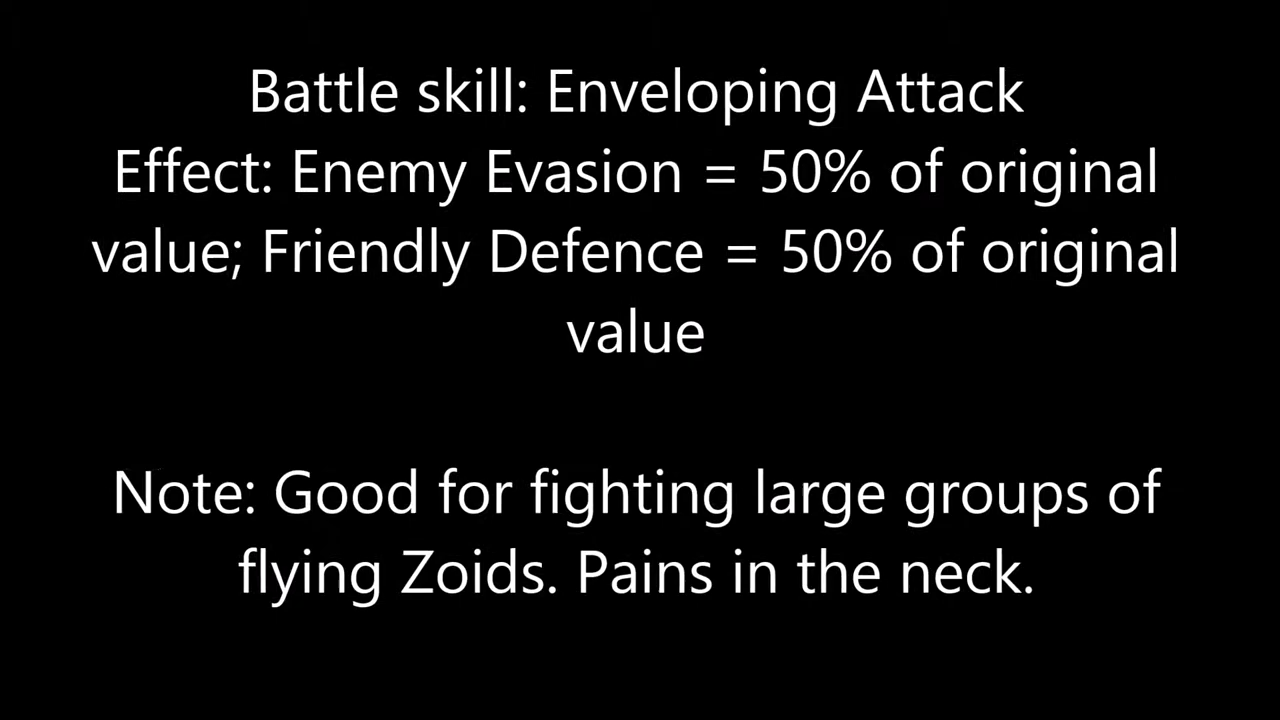 Battle skill: Enveloping Attack
Effect: Enemy Evasion = 50% of original
value; Friendly Defence = 50% of original
value
Note: Good for fighting large groups of
flying Zoids. Pains in the neck.